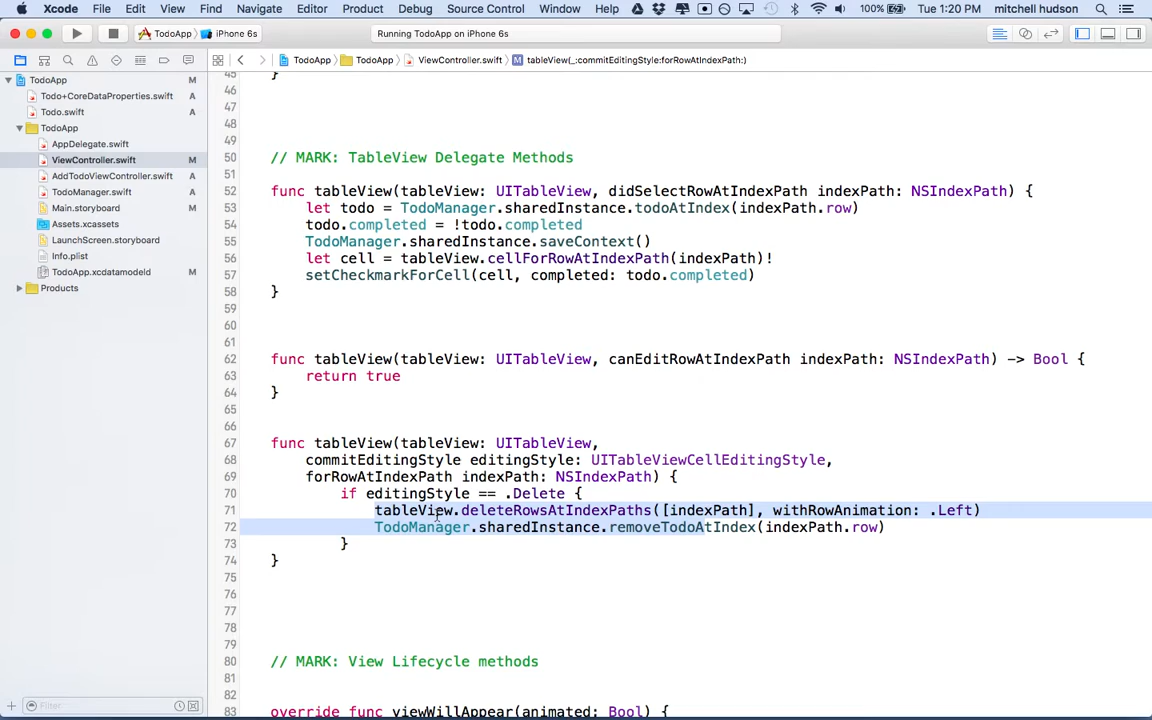 Xcode File Edit View Find Navigate Editor Product Debug Source Control Window Help 100% Tue 1:20 PM mitchell hudson
TodoApp iPhone 6s Running TodoApp on iPhone 6s
TodoApp TodoApp ViewController.swift M tableView(_:commitEditingStyle:forRowAtIndexPath:)
TodoApp M
Todo+CoreDataProperties.swift A
Todo.swift A
TodoApp
AppDelegate.swift
ViewController.swift M
AddTodoViewController.swift A
TodoManager.swift A
Main.storyboard M
Assets.xcassets
LaunchScreen.storyboard
Info.plist
TodoApp.xcdatamodeld M
Products
Filter
45 }
46
47
48
49
50 // MARK: TableView Delegate Methods
51
52 func tableView(tableView: UITableView, didSelectRowAtIndexPath indexPath: NSIndexPath) {
53 let todo = TodoManager.sharedInstance.todoAtIndex(indexPath.row)
54 todo.completed = !todo.completed
55 TodoManager.sharedInstance.saveContext()
56 let cell = tableView.cellForRowAtIndexPath(indexPath)!
57 setCheckmarkForCell(cell, completed: todo.completed)
58 }
59
60
61
62 func tableView(tableView: UITableView, canEditRowAtIndexPath indexPath: NSIndexPath) -> Bool {
63 return true
64 }
65
66
67 func tableView(tableView: UITableView,
68 commitEditingStyle editingStyle: UITableViewCellEditingStyle,
69 forRowAtIndexPath indexPath: NSIndexPath) {
70 if editingStyle == .Delete {
71 tableView.deleteRowsAtIndexPaths([indexPath], withRowAnimation: .Left)
72 TodoManager.sharedInstance.removeTodoAtIndex(indexPath.row)
73 }
74 }
75
76
77
78
79
80 // MARK: View Lifecycle methods
81
82
83 override func viewWillAppear(animated: Bool) {